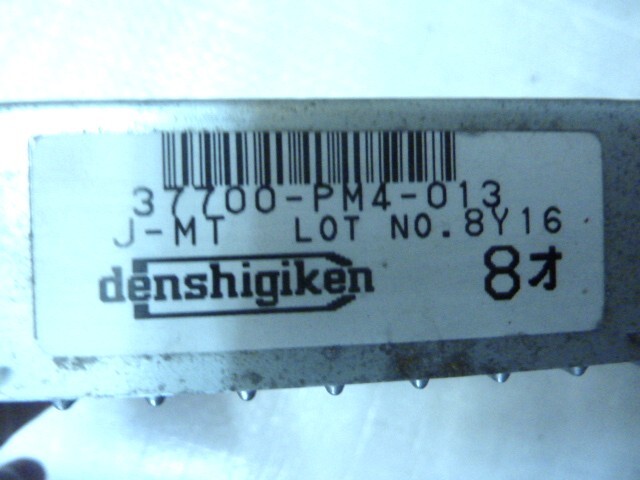 37700-PM4-013
J-MT LOT NO.8Y16
denshigiken 8オ